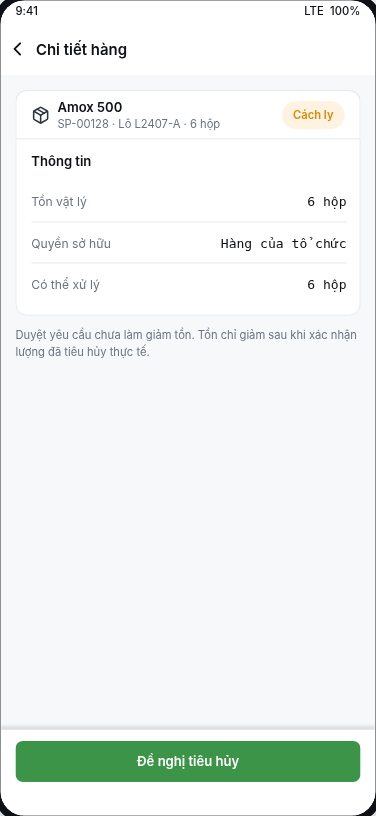 9:41
LTE 100%
Chi tiết hàng
Amox 500
SP-00128 · Lô L2407-A · 6 hộp
Cách ly
Thông tin
Tồn vật lý
6 hộp
Quyền sở hữu
Hàng của tổ chức
Có thể xử lý
6 hộp
Duyệt yêu cầu chưa làm giảm tồn. Tồn chỉ giảm sau khi xác nhận
lượng đã tiêu hủy thực tế.
Đề nghị tiêu hủy